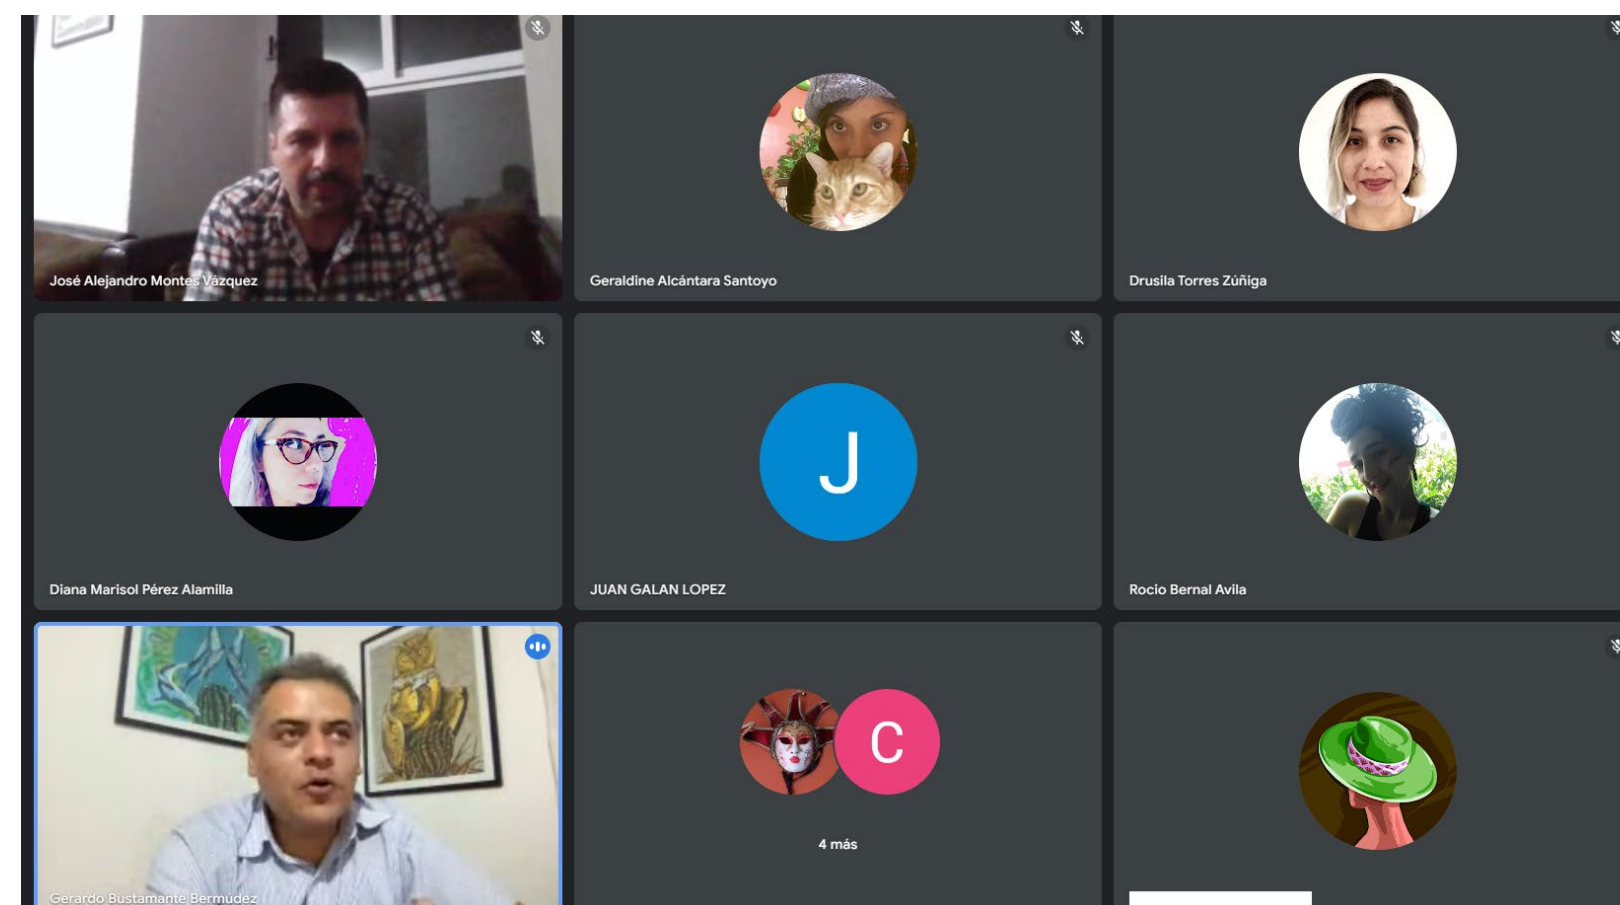 José Alejandro Montes Vázquez
Geraldine Alcántara Santoyo
Drusila Torres Zúñiga
Diana Marisol Pérez Alamilla
J
JUAN GALAN LOPEZ
Rocio Bernal Avila
Gerardo Bustamante Bermúdez
C
4 más